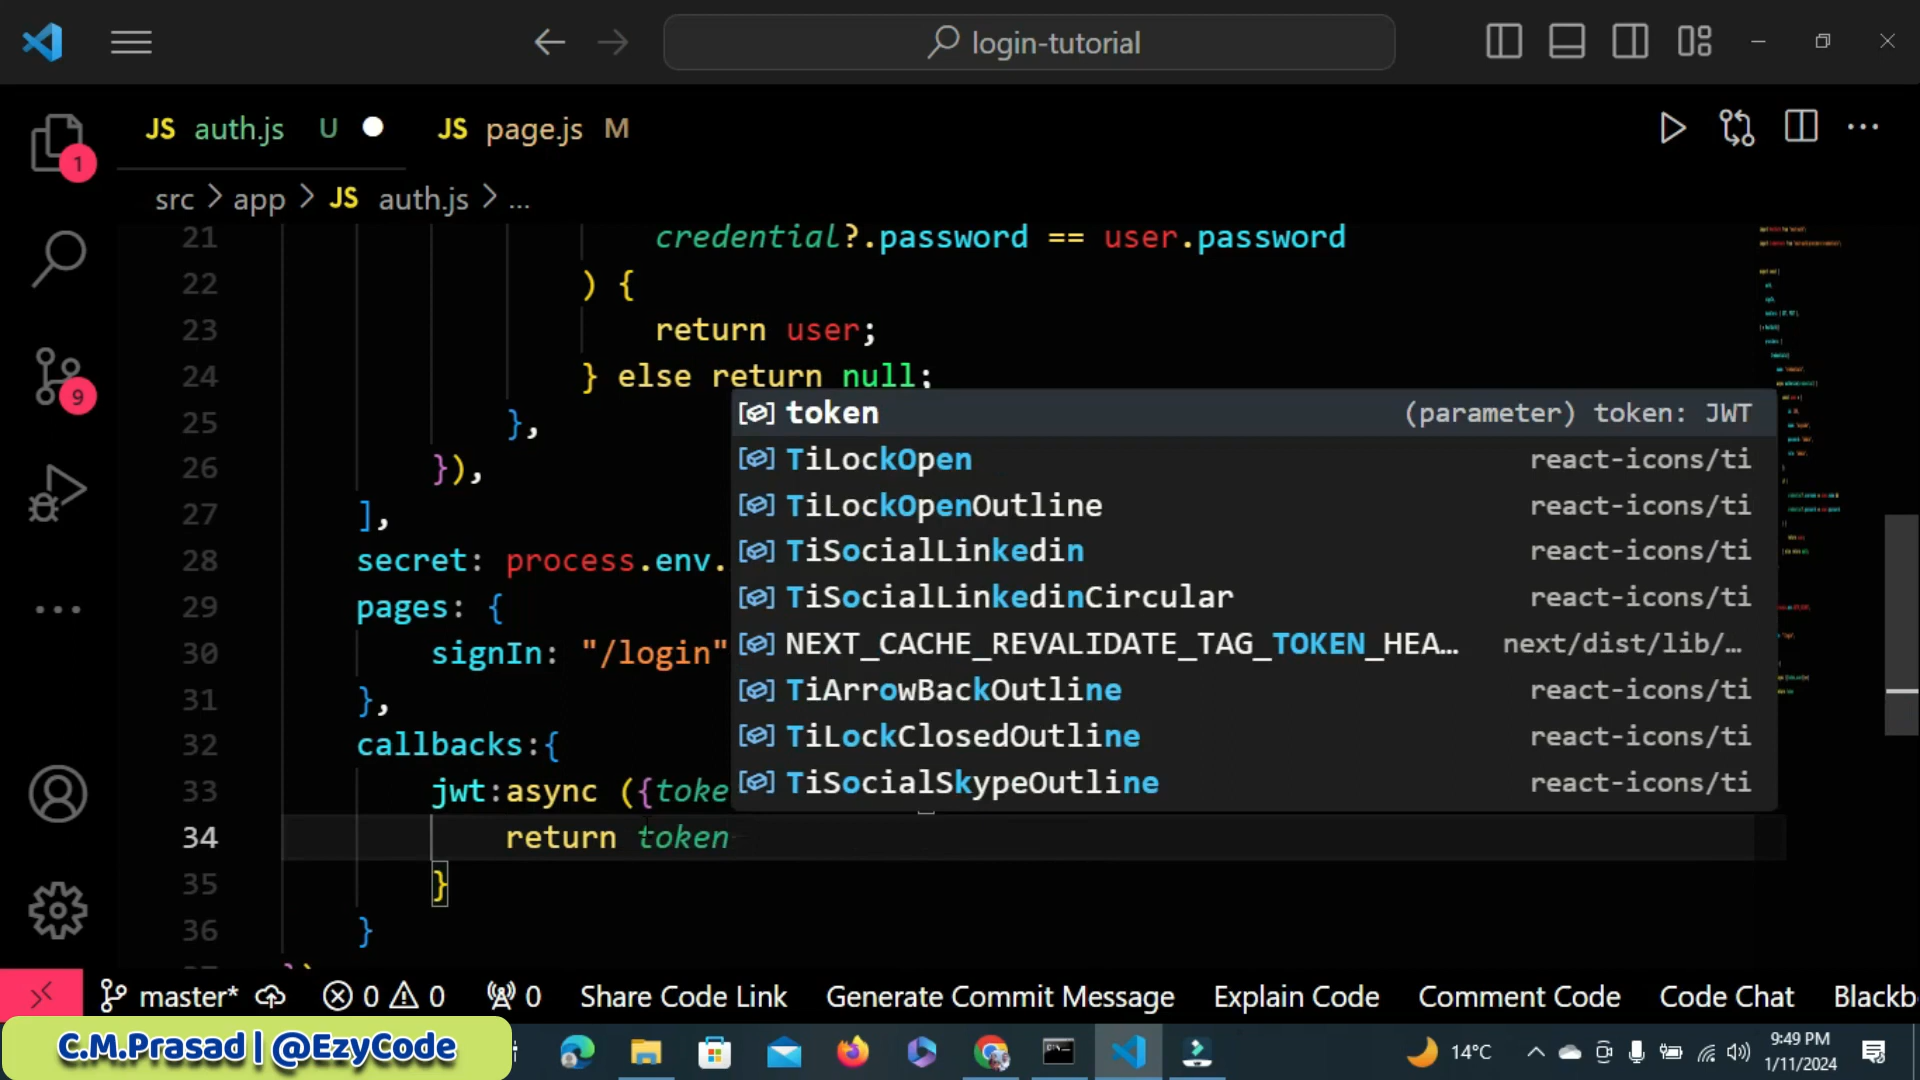 login-tutorial
JS auth.js U JS page.js M
src > app > JS auth.js > ...
21 credential?.password == user.password
22 ) {
23 return user;
24 } else return null;
25 },
26 }),
27 ],
28 secret: process.env.
29 pages: {
30 signIn: "/login"
31 },
32 callbacks:{
33 jwt:async ({toke
34 return token
35 }
36 }
token (parameter) token: JWT
TiLockOpen react-icons/ti
TiLockOpenOutline react-icons/ti
TiSocialLinkedin react-icons/ti
TiSocialLinkedinCircular react-icons/ti
NEXT_CACHE_REVALIDATE_TAG_TOKEN_HEA... next/dist/lib/...
TiArrowBackOutline react-icons/ti
TiLockClosedOutline react-icons/ti
TiSocialSkypeOutline react-icons/ti
1
9
master* 0 0 0 Share Code Link Generate Commit Message Explain Code Comment Code Code Chat Blackb
C.M.Prasad | @EzyCode
14°C
9:49 PM
1/11/2024